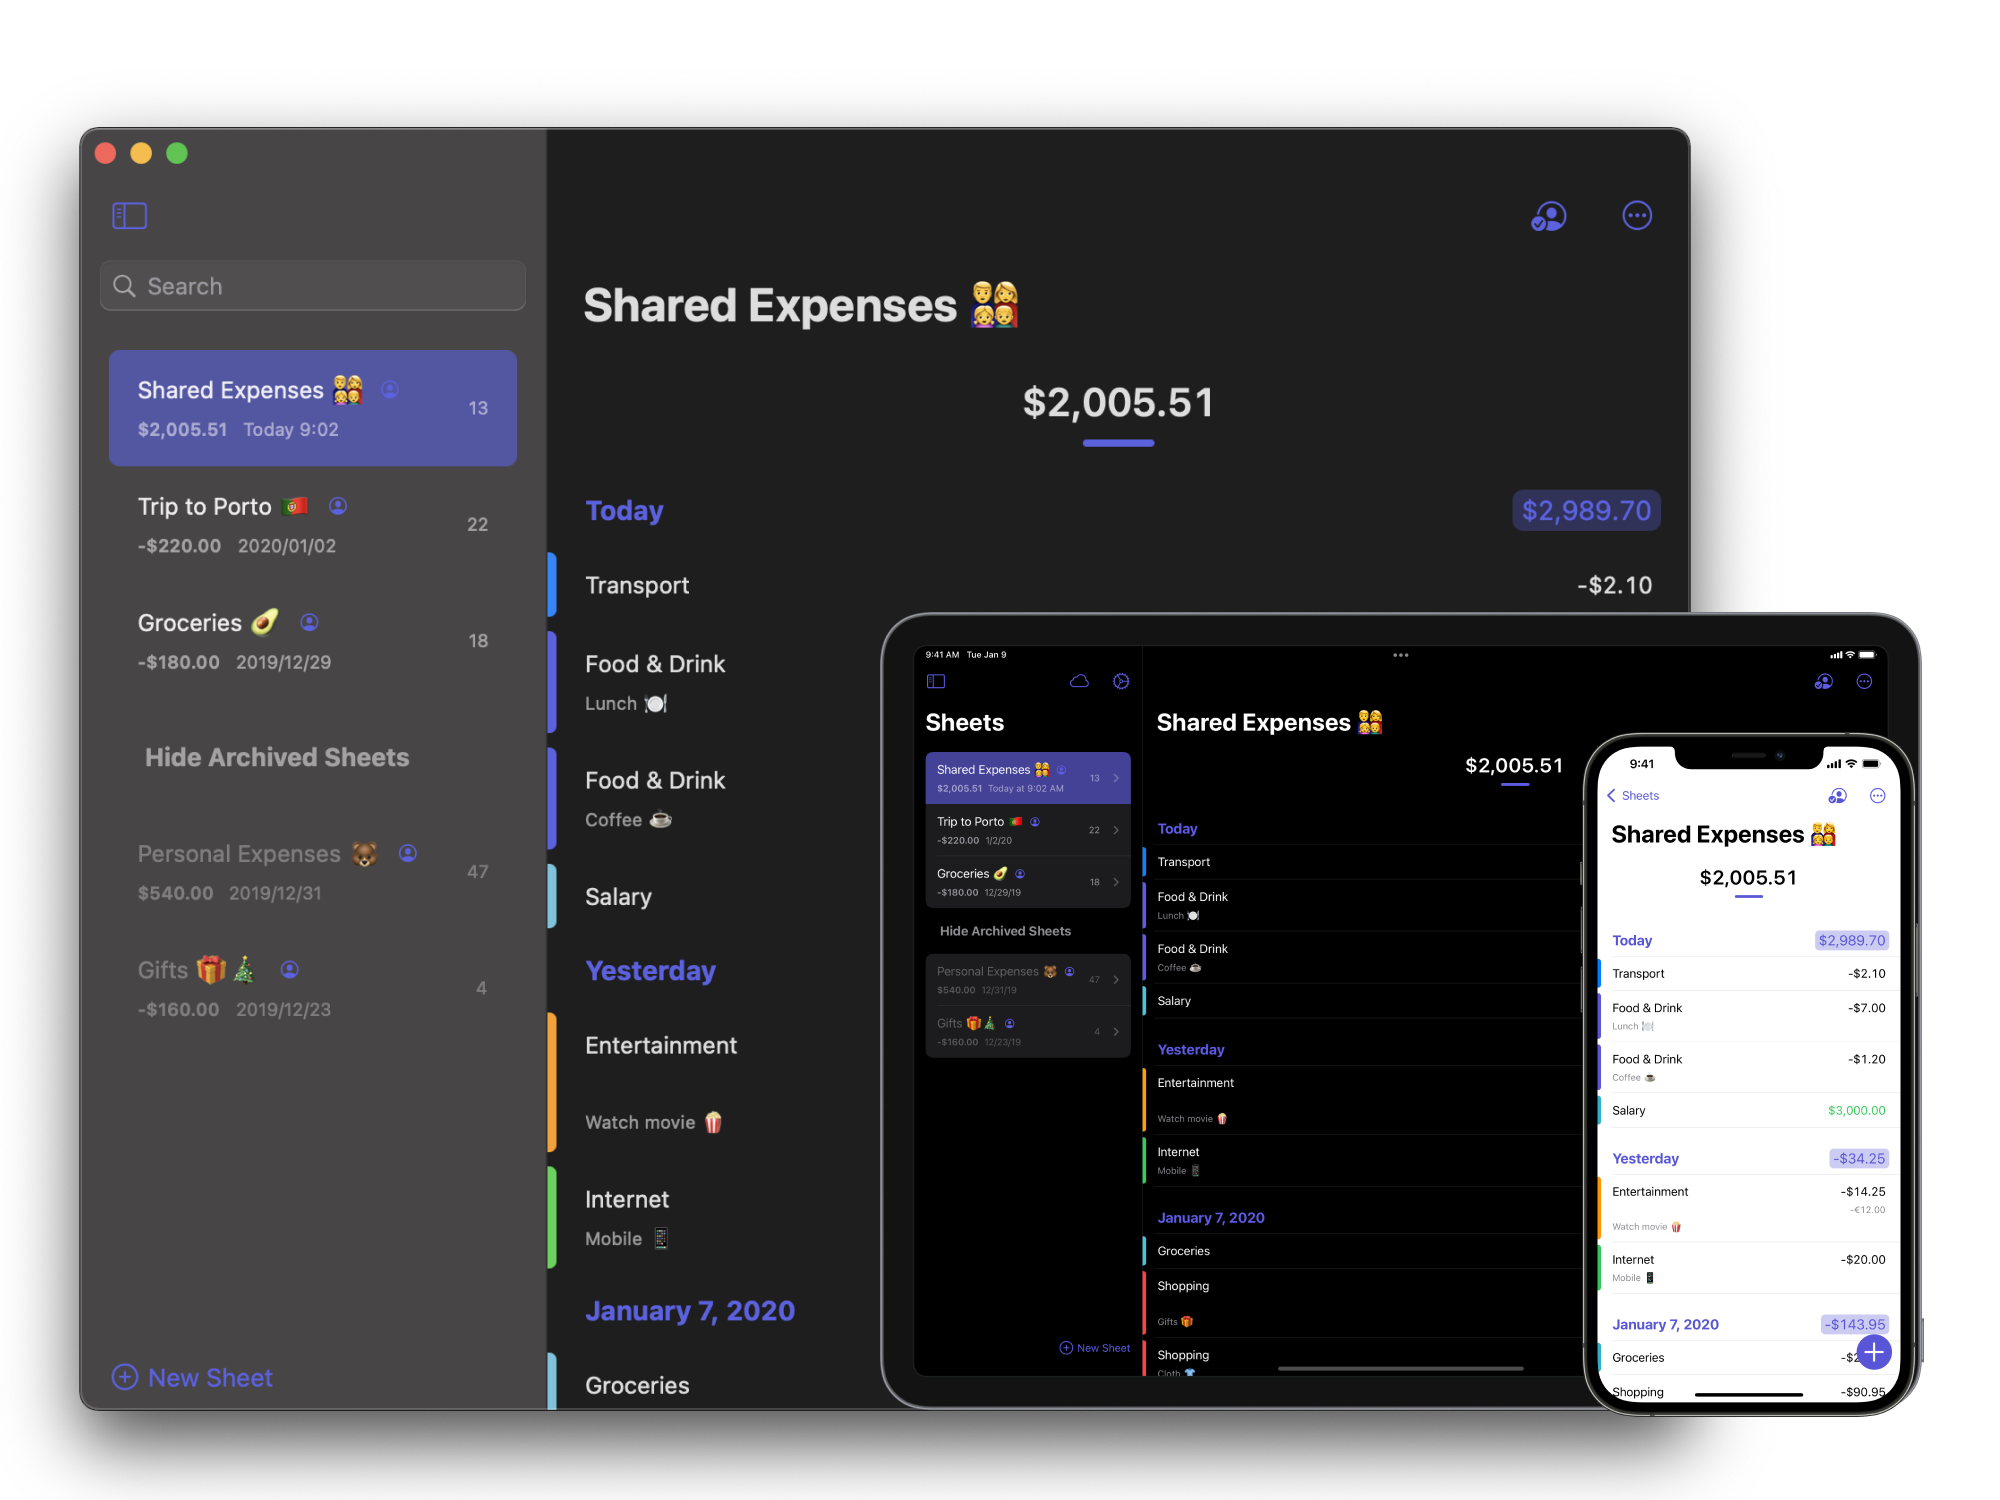 Search
Shared Expenses 👨‍👩‍👧‍👦
13
$2,005.51 Today 9:02
Trip to Porto 🇵🇹
22
-$220.00 2020/01/02
Groceries 🥑
18
-$180.00 2019/12/29
Hide Archived Sheets
Personal Expenses 🐻
47
$540.00 2019/12/31
Gifts 🎁🎄
4
-$160.00 2019/12/23
New Sheet
Shared Expenses 👨‍👩‍👧‍👦
$2,005.51
Today $2,989.70
Transport -$2.10
Food & Drink
Lunch 🍽️
Food & Drink
Coffee ☕
Salary
Yesterday
Entertainment
Watch movie 🍿
Internet
Mobile 📱
January 7, 2020
Groceries
9:41 AM Tue Jan 9
Sheets
Shared Expenses 👨‍👩‍👧‍👦
13
$2,005.51 Today at 9:02 AM
Trip to Porto 🇵🇹
22
-$220.00 1/2/20
Groceries 🥑
18
-$180.00 12/29/19
Hide Archived Sheets
Personal Expenses 🐻
47
$540.00 12/31/19
Gifts 🎁🎄
4
-$160.00 12/23/19
New Sheet
Shared Expenses 👨‍👩‍👧‍👦
$2,005.51
Today
Transport
Food & Drink
Lunch 🍽️
Food & Drink
Coffee ☕
Salary
Yesterday
Entertainment
Watch movie 🍿
Internet
Mobile 📱
January 7, 2020
Groceries
Shopping
Gifts 🎁
Shopping
Cloth 👕
9:41
Sheets
Shared Expenses 👨‍👩‍👧‍👦
$2,005.51
Today $2,989.70
Transport -$2.10
Food & Drink -$7.00
Lunch 🍽️
Food & Drink -$1.20
Coffee ☕
Salary $3,000.00
Yesterday -$34.25
Entertainment -$14.25
-€12.00
Watch movie 🍿
Internet -$20.00
Mobile 📱
January 7, 2020 -$143.95
Groceries
Shopping -$90.95